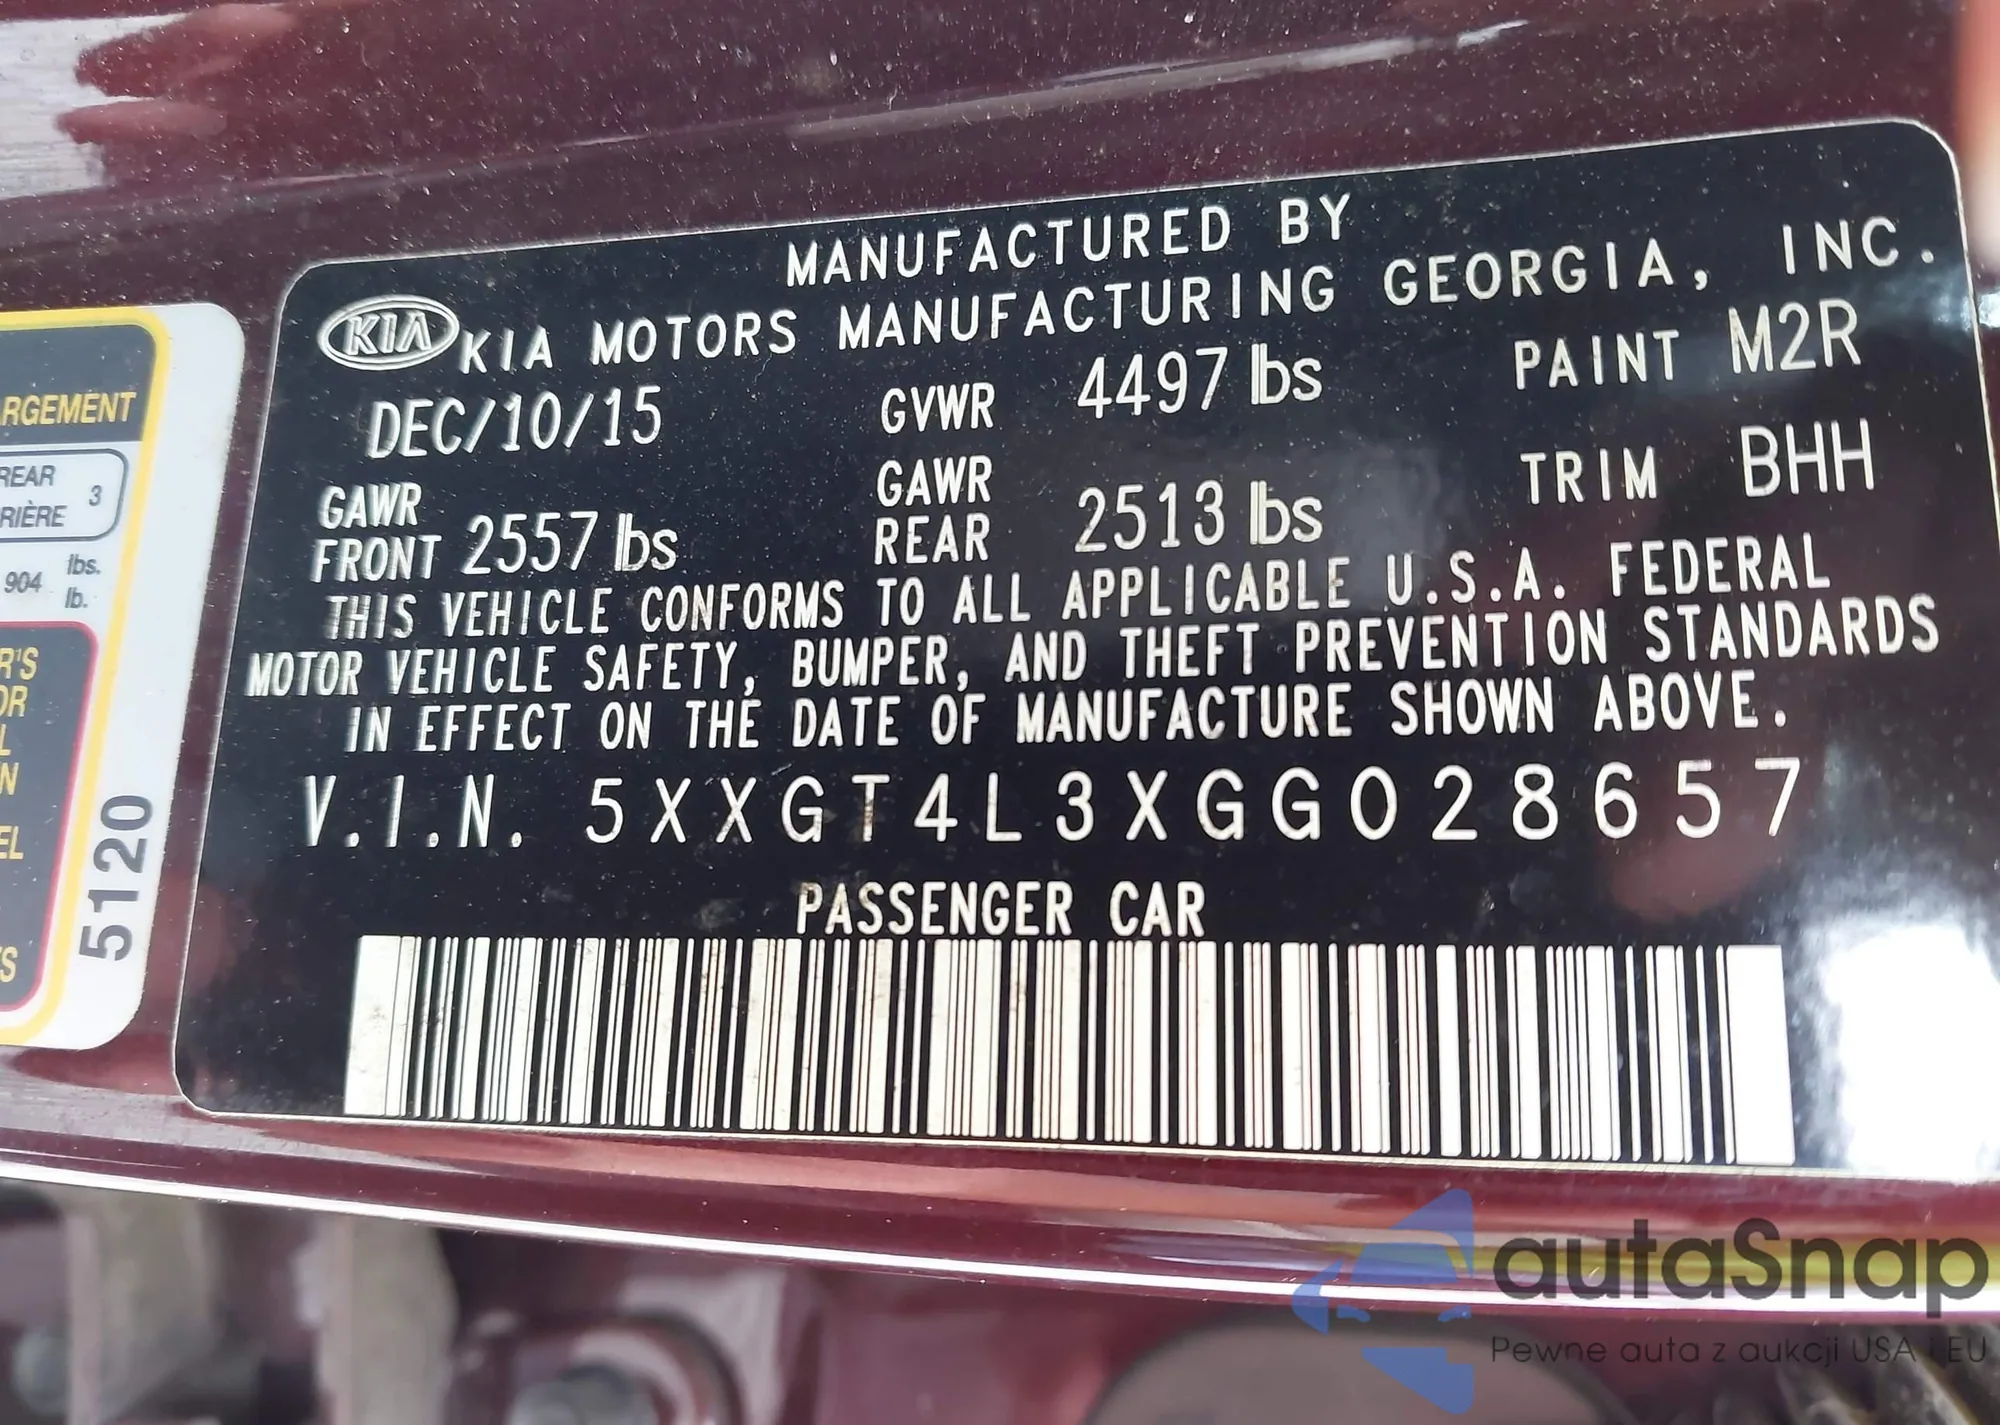 MANUFACTURED BY
KIA KIA MOTORS MANUFACTURING GEORGIA, INC.
DEC/10/15 GVWR 4497 lbs PAINT M2R
GAWR FRONT 2557 lbs GAWR REAR 2513 lbs TRIM BHH
THIS VEHICLE CONFORMS TO ALL APPLICABLE U.S.A. FEDERAL
MOTOR VEHICLE SAFETY, BUMPER, AND THEFT PREVENTION STANDARDS
IN EFFECT ON THE DATE OF MANUFACTURE SHOWN ABOVE.
V.I.N. 5XXGT4L3XGG028657
PASSENGER CAR
REAR
3
904 lbs.
lb.
5120
autaSnap
Pewne auta z aukcji USA i EU